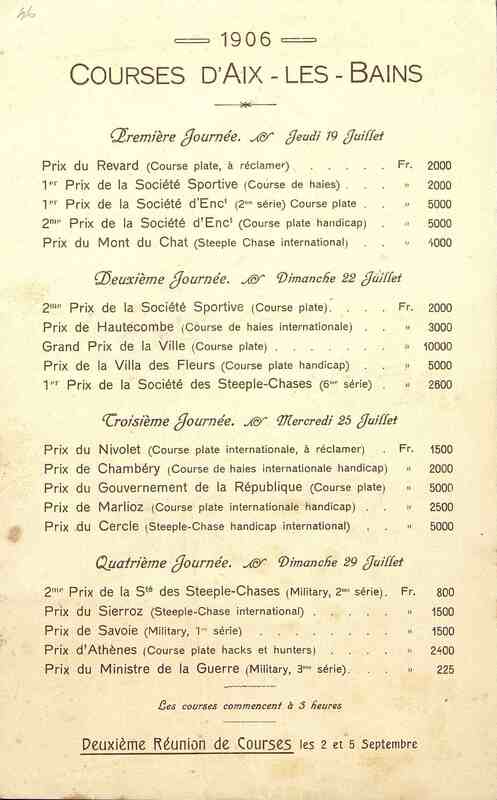 46
1906
COURSES D'AIX-LES-BAINS
Première Journée. Jeudi 19 Juillet
Prix du Revard (Course plate, à réclamer) . . . . . Fr. 2000
1er Prix de la Société Sportive (Course de haies) . . . " 2000
1er Prix de la Société d'Enct (2me série) Course plate . . " 5000
2me Prix de la Société d'Enct (Course plate handicap) . . " 5000
Prix du Mont du Chat (Steeple Chase international) . . " 4000
Deuxième Journée. Dimanche 22 Juillet
2me Prix de la Société Sportive (Course plate). . . . Fr. 2000
Prix de Hautecombe (Course de haies internationale) . . " 3000
Grand Prix de la Ville (Course plate) . . . . . . . " 10000
Prix de la Villa des Fleurs (Course plate handicap) . . " 5000
1er Prix de la Société des Steeple-Chases (6me série) . " 2600
Troisième Journée. Mercredi 25 Juillet
Prix du Nivolet (Course plate internationale, à réclamer) . Fr. 1500
Prix de Chambéry (Course de haies internationale handicap) " 2000
Prix du Gouvernement de la République (Course plate) " 5000
Prix de Marlioz (Course plate internationale handicap) . . " 2500
Prix du Cercle (Steeple-Chase handicap international) . . " 5000
Quatrième Journée. Dimanche 29 Juillet
2me Prix de la Sté des Steeple-Chases (Military, 2me série). Fr. 800
Prix du Sierroz (Steeple-Chase international) . . . . . " 1500
Prix de Savoie (Military, 1re série) . . . . . . . . " 1500
Prix d'Athènes (Course plate hacks et hunters) . . . . " 2400
Prix du Ministre de la Guerre (Military, 3me série). . . . " 225
Les courses commencent à 3 heures
Deuxième Réunion de Courses les 2 et 5 Septembre